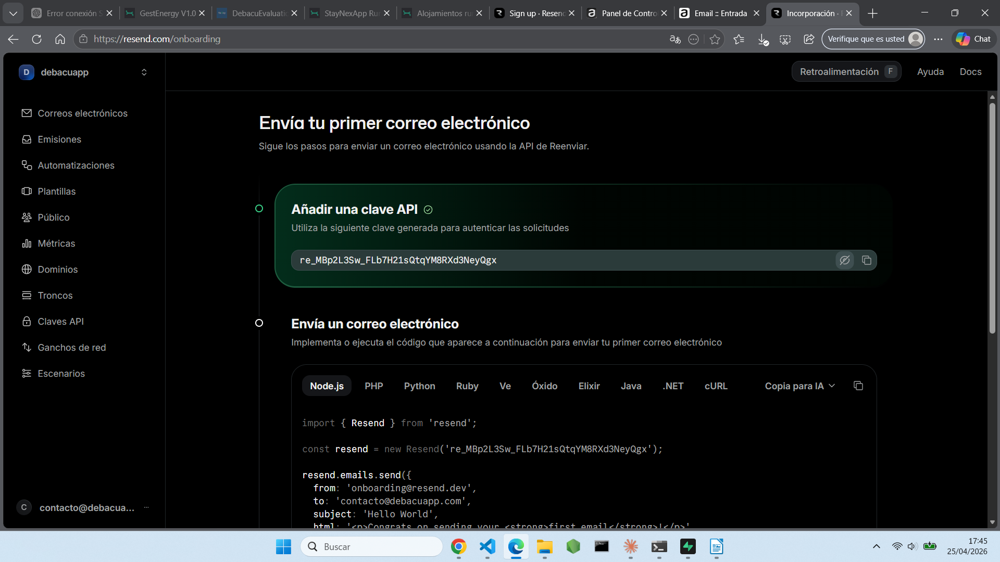 Error conexión S
GestEnergy V1.0
DebacuEvaluatio
StayNexApp Rur
Alojamientos ru
Sign up · Resend
Panel de Contro
Email :: Entrada
Incorporación ·
https://resend.com/onboarding
Verifique que es usted
Chat
D debacuapp
Retroalimentación F
Ayuda
Docs
Correos electrónicos
Emisiones
Automatizaciones
Plantillas
Público
Métricas
Dominios
Troncos
Claves API
Ganchos de red
Escenarios
C contacto@debacua...
Envía tu primer correo electrónico
Sigue los pasos para enviar un correo electrónico usando la API de Reenviar.
Añadir una clave API
Utiliza la siguiente clave generada para autenticar las solicitudes
re_MBp2L3Sw_FLb7H21sQtqYM8RXd3NeyQgx
Envía un correo electrónico
Implementa o ejecuta el código que aparece a continuación para enviar tu primer correo electrónico
Node.js PHP Python Ruby Ve Óxido Elixir Java .NET cURL Copia para IA
import { Resend } from 'resend';
const resend = new Resend('re_MBp2L3Sw_FLb7H21sQtqYM8RXd3NeyQgx');
resend.emails.send({
from: 'onboarding@resend.dev',
to: 'contacto@debacuapp.com',
subject: 'Hello World',
html: '<p>Congrats on sending your <strong>first email</strong>!</p>'
Buscar
17:45
25/04/2026